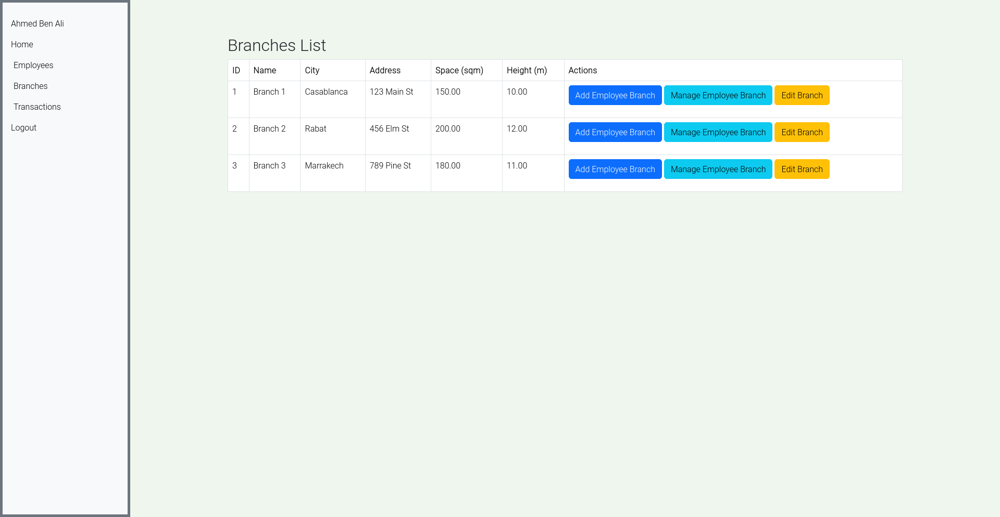 Ahmed Ben Ali
Home
Employees
Branches
Transactions
Logout
Branches List
ID Name City Address Space (sqm) Height (m) Actions
1 Branch 1 Casablanca 123 Main St 150.00 10.00 Add Employee Branch Manage Employee Branch Edit Branch
2 Branch 2 Rabat 456 Elm St 200.00 12.00 Add Employee Branch Manage Employee Branch Edit Branch
3 Branch 3 Marrakech 789 Pine St 180.00 11.00 Add Employee Branch Manage Employee Branch Edit Branch